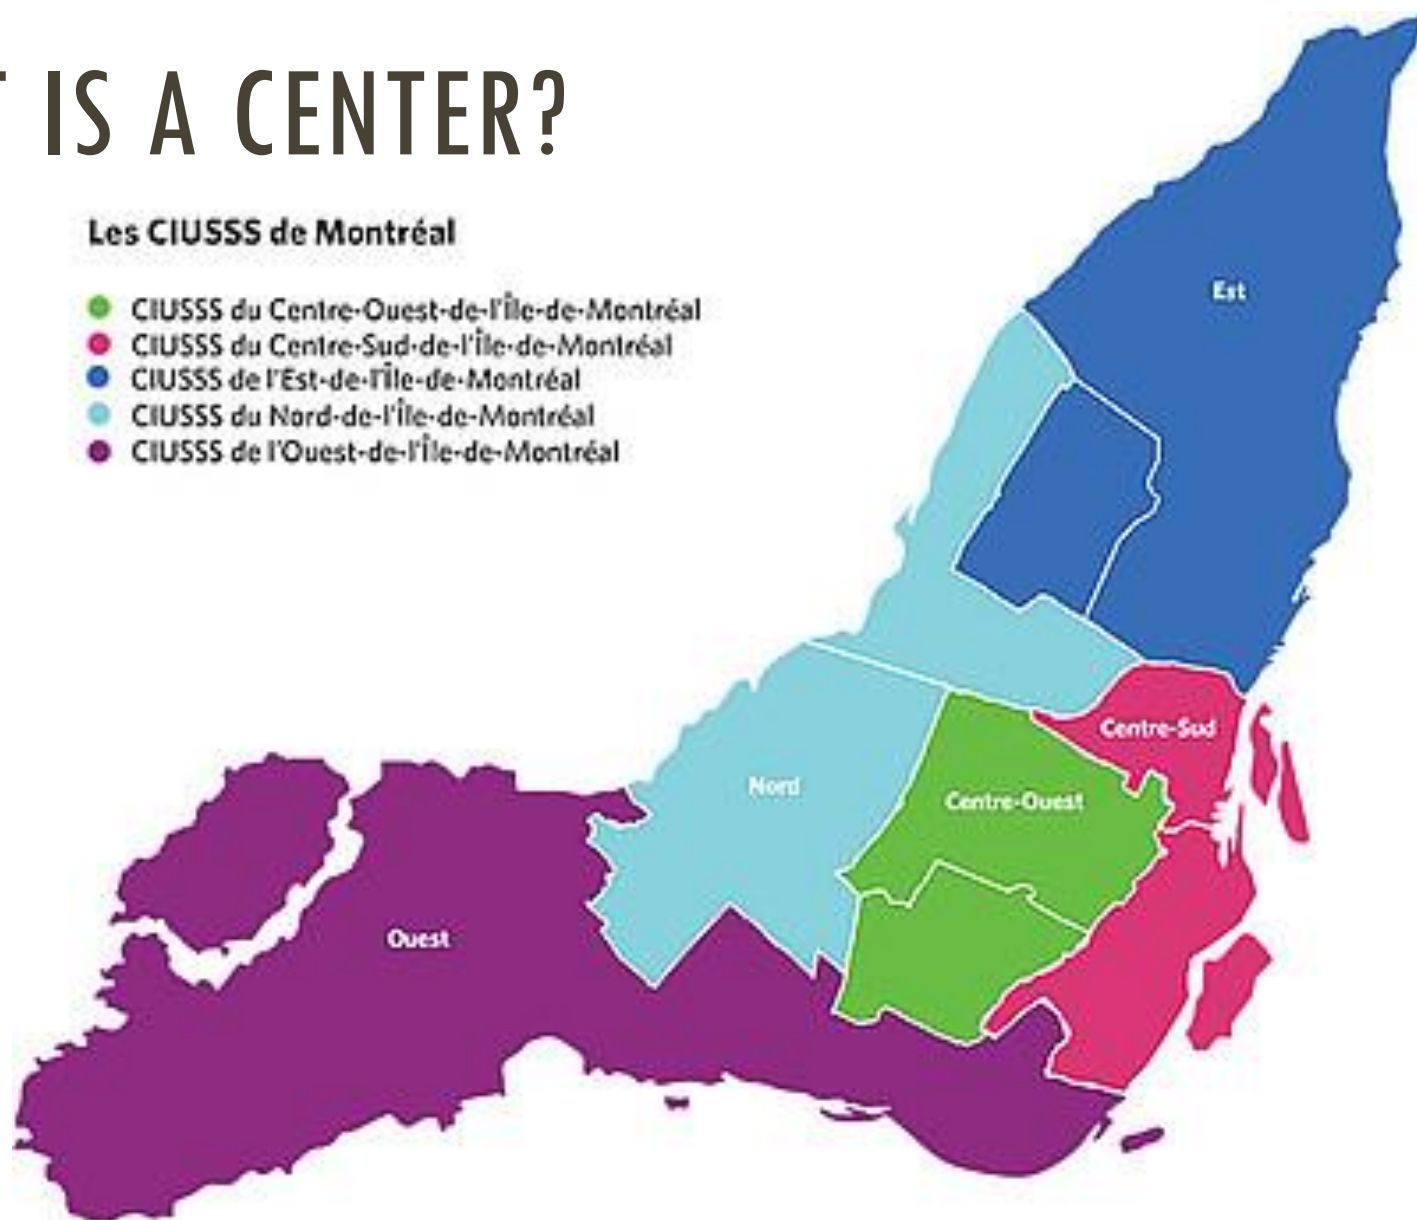 IS A CENTER?
Les CIUSSS de Montréal
CIUSSS du Centre-Ouest-de-l'Île-de-Montréal
CIUSSS du Centre-Sud-de-l'Île-de-Montréal
CIUSSS de l'Est-de-l'Île-de-Montréal
CIUSSS du Nord-de-l'Île-de-Montréal
CIUSSS de l'Ouest-de-l'Île-de-Montréal
Est
Centre-Sud
Nord
Centre-Ouest
Ouest